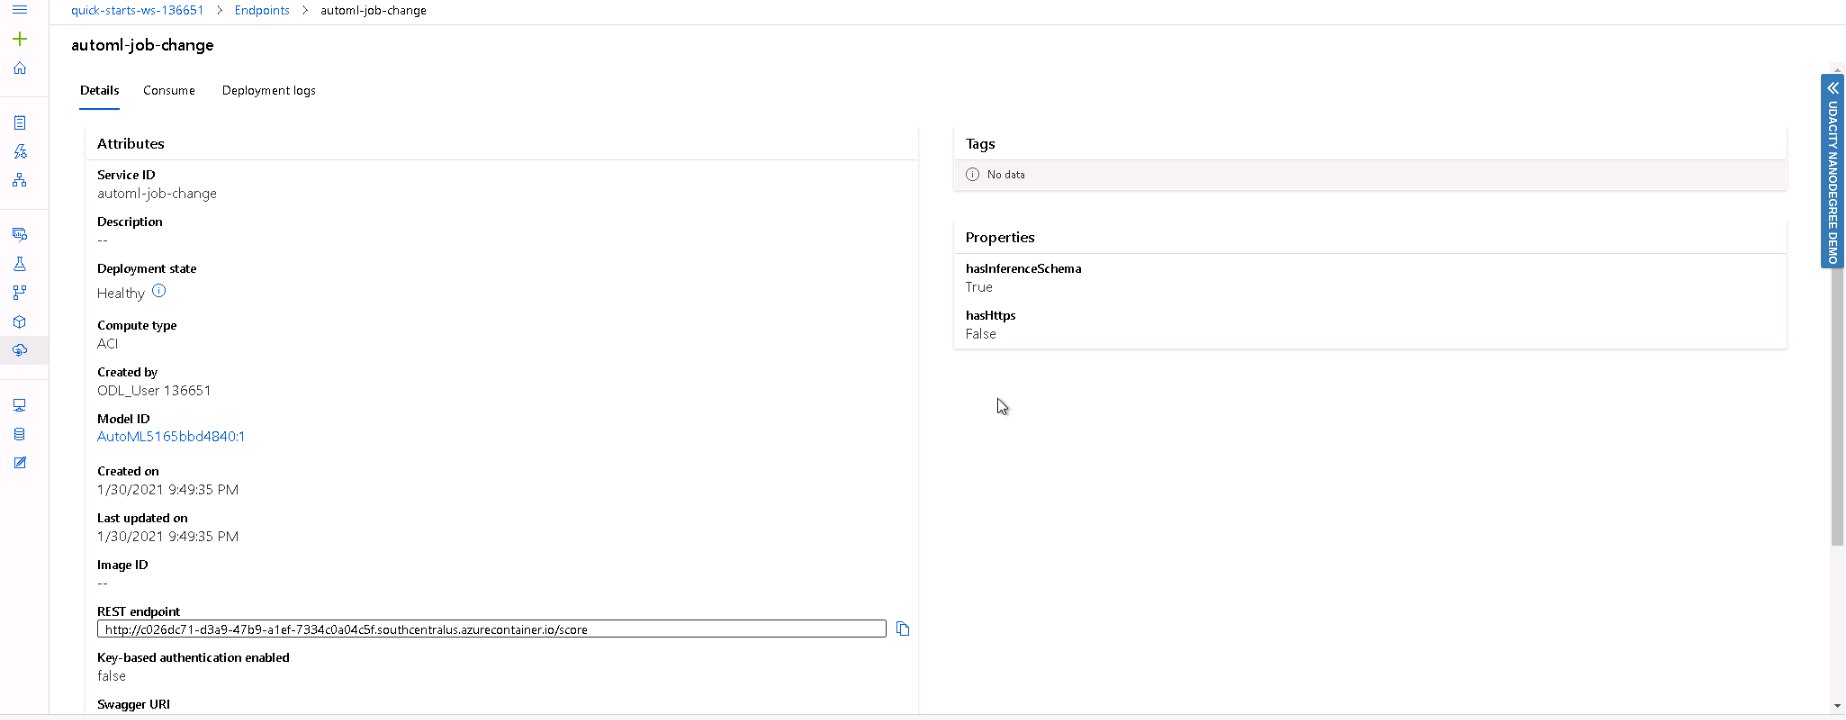 quick-starts-ws-136651 > Endpoints > automl-job-change
automl-job-change
Details Consume Deployment logs
Attributes
Service ID
automl-job-change
Description
--
Deployment state
Healthy
Compute type
ACI
Created by
ODL_User 136651
Model ID
AutoML5165bbd4840:1
Created on
1/30/2021 9:49:35 PM
Last updated on
1/30/2021 9:49:35 PM
Image ID
--
REST endpoint
http://c026dc71-d3a9-47b9-a1ef-7334c0a04c5f.southcentralus.azurecontainer.io/score
Key-based authentication enabled
false
Swagger URI
Tags
No data
Properties
hasInferenceSchema
True
hasHttps
False
UDACITY NANODEGREE DEMO